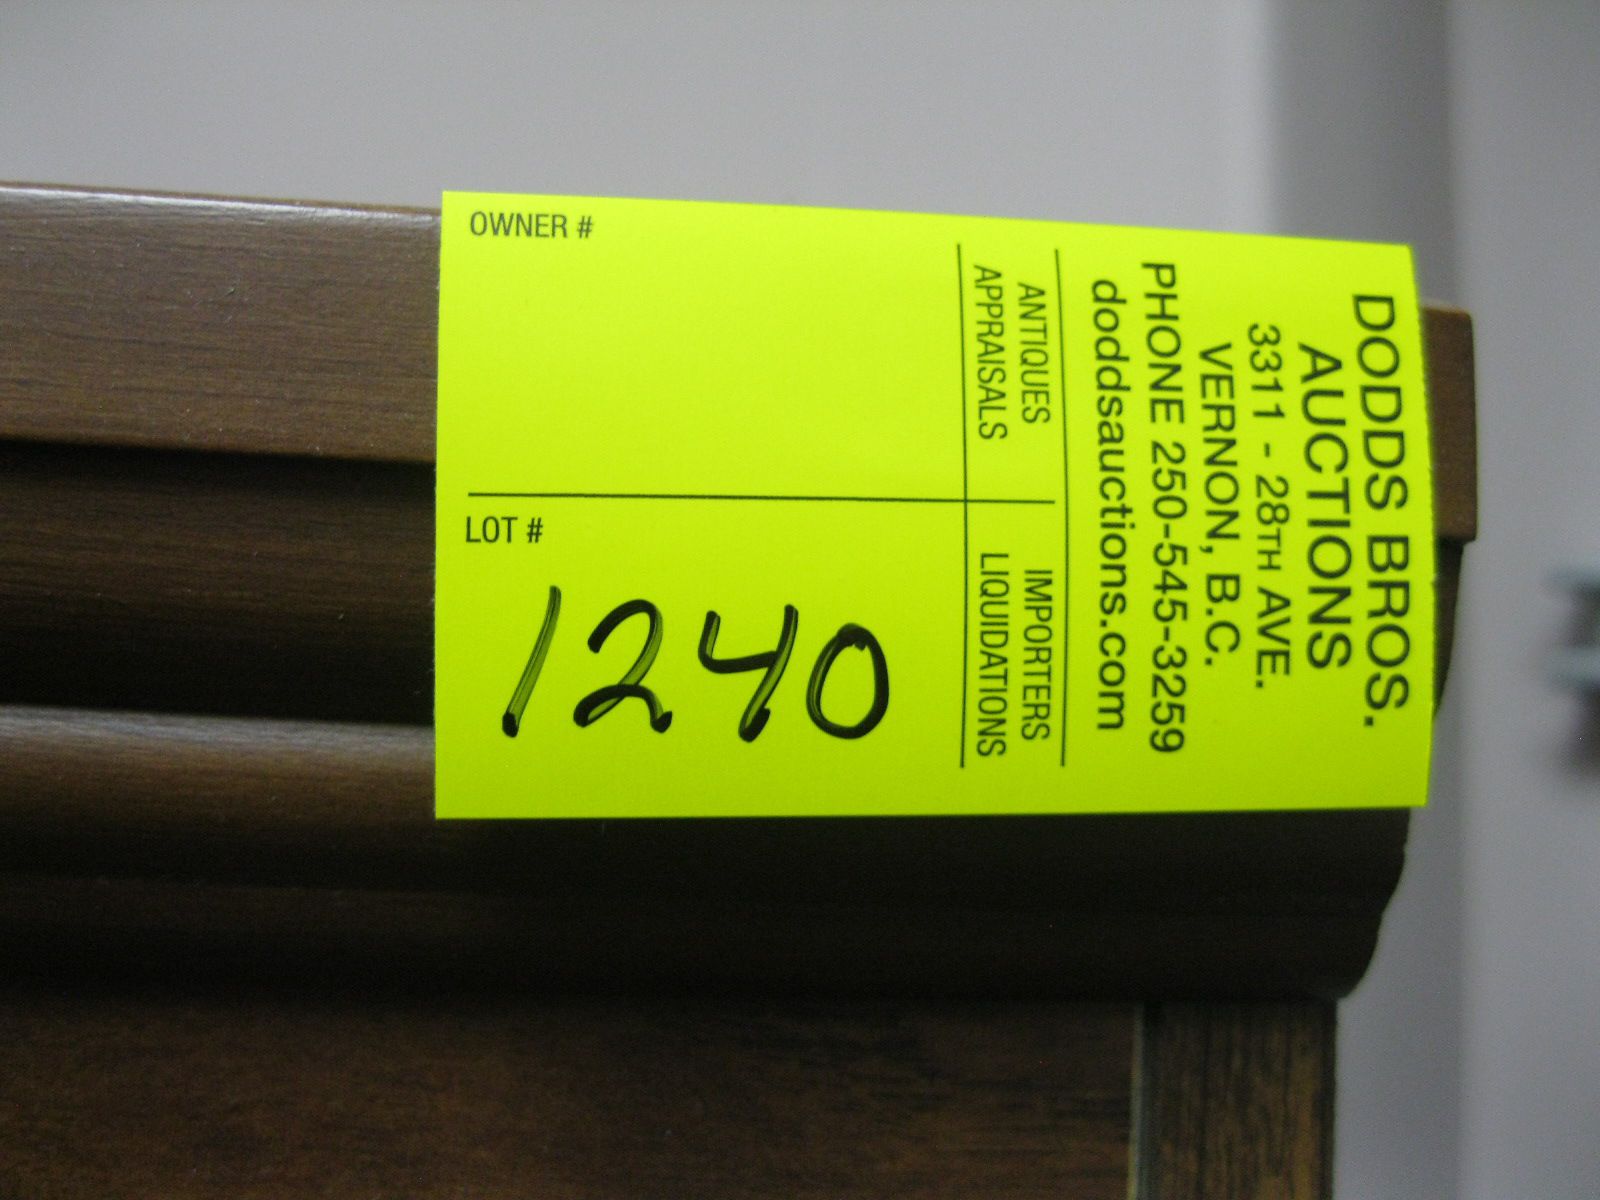 DODDS BROS.
AUCTIONS
3311 - 28TH AVE.
VERNON, B.C.
PHONE 250-545-3259
doddsauctions.com
ANTIQUES
APPRAISALS
IMPORTERS
LIQUIDATIONS
OWNER #
LOT #
1240